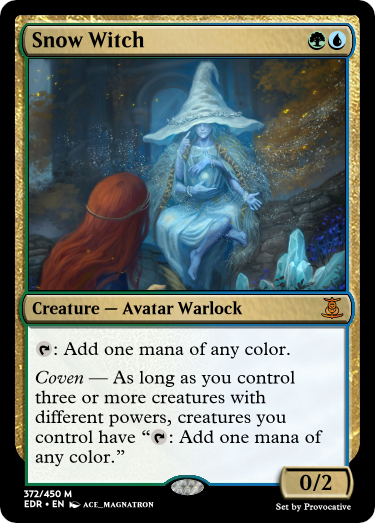 Snow Witch
Creature — Avatar Warlock
: Add one mana of any color.
Coven — As long as you control
three or more creatures with
different powers, creatures you
control have “: Add one mana of
any color.”
0/2
372/450 M
EDR • EN ACE_MAGNATRON
Set by Provocative